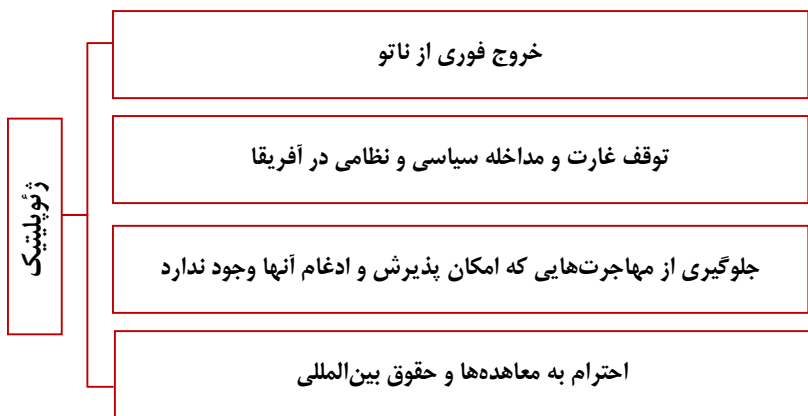 ژئوپلیتیک
خروج فوری از ناتو
توقف غارت و مداخله سیاسی و نظامی در آفریقا
جلوگیری از مهاجرت‌هایی که امکان پذیرش و ادغام آنها وجود ندارد
احترام به معاهده‌ها و حقوق بین‌المللی